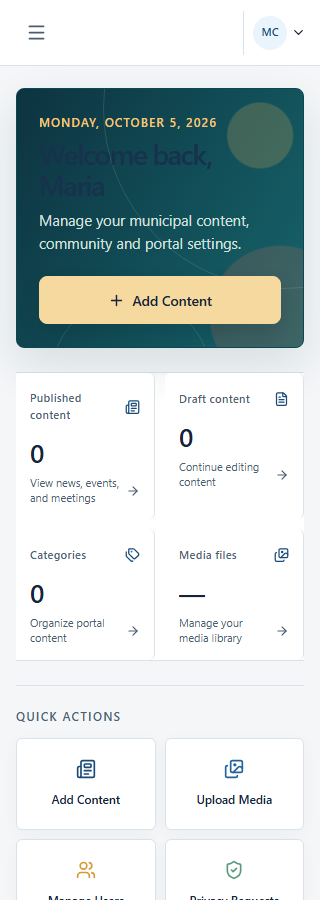 MC
MONDAY, OCTOBER 5, 2026
Welcome back,
Maria
Manage your municipal content,
community and portal settings.
Add Content
Published
content
0
View news, events,
and meetings
Draft content
0
Continue editing
content
Categories
0
Organize portal
content
Media files
—
Manage your
media library
QUICK ACTIONS
Add Content
Upload Media
Manage Users
Privacy Requests